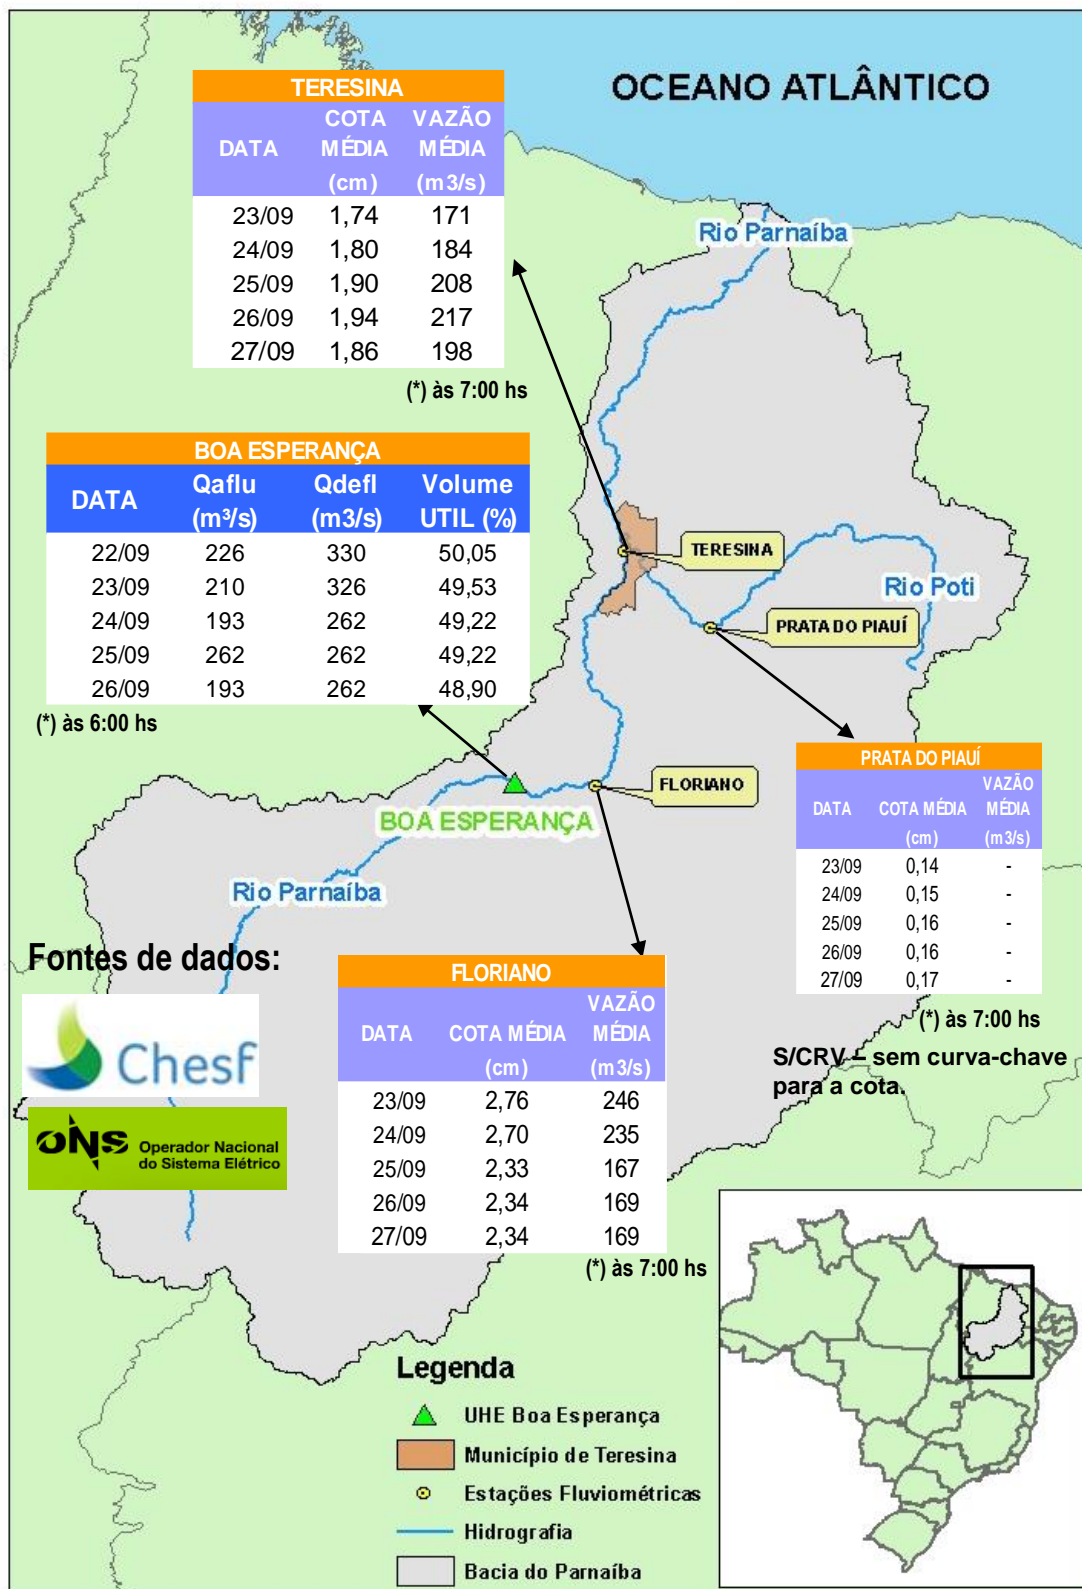 OCEANO ATLÂNTICO
TERESINA
DATA COTA MÉDIA (cm) VAZÃO MÉDIA (m3/s)
23/09 1,74 171
24/09 1,80 184
25/09 1,90 208
26/09 1,94 217
27/09 1,86 198
(*) às 7:00 hs
Rio Parnaíba
BOA ESPERANÇA
DATA Qaflu (m³/s) Qdefl (m3/s) Volume UTIL (%)
22/09 226 330 50,05
23/09 210 326 49,53
24/09 193 262 49,22
25/09 262 262 49,22
26/09 193 262 48,90
(*) às 6:00 hs
TERESINA
Rio Poti
PRATA DO PIAUÍ
FLORIANO
BOA ESPERANÇA
Rio Parnaíba
PRATA DO PIAUÍ
DATA COTA MÉDIA (cm) VAZÃO MÉDIA (m3/s)
23/09 0,14 -
24/09 0,15 -
25/09 0,16 -
26/09 0,16 -
27/09 0,17 -
(*) às 7:00 hs
S/CRV – sem curva-chave
para a cota.
Fontes de dados:
Chesf
ONS Operador Nacional
do Sistema Elétrico
FLORIANO
DATA COTA MÉDIA (cm) VAZÃO MÉDIA (m3/s)
23/09 2,76 246
24/09 2,70 235
25/09 2,33 167
26/09 2,34 169
27/09 2,34 169
(*) às 7:00 hs
Legenda
UHE Boa Esperança
Município de Teresina
Estações Fluviométricas
Hidrografia
Bacia do Parnaíba